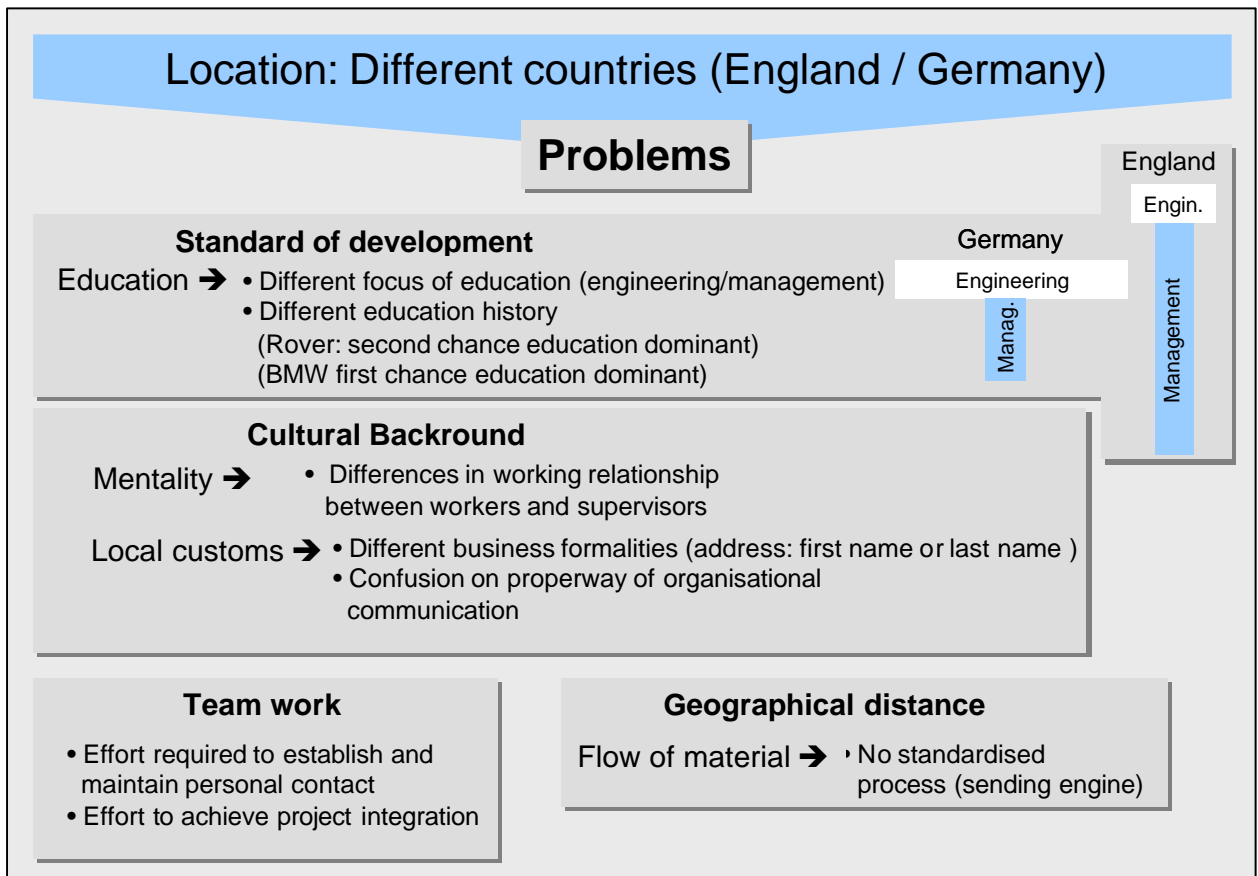 Location: Different countries (England / Germany)
Problems
England
Engin.
Management
Standard of development
Germany
Education ➔ • Different focus of education (engineering/management)
Engineering
Manag.
• Different education history
(Rover: second chance education dominant)
(BMW first chance education dominant)
Cultural Backround
Mentality ➔ • Differences in working relationship
between workers and supervisors
Local customs ➔ • Different business formalities (address: first name or last name )
• Confusion on properway of organisational
communication
Team work
• Effort required to establish and
maintain personal contact
• Effort to achieve project integration
Geographical distance
Flow of material ➔ • No standardised
process (sending engine)